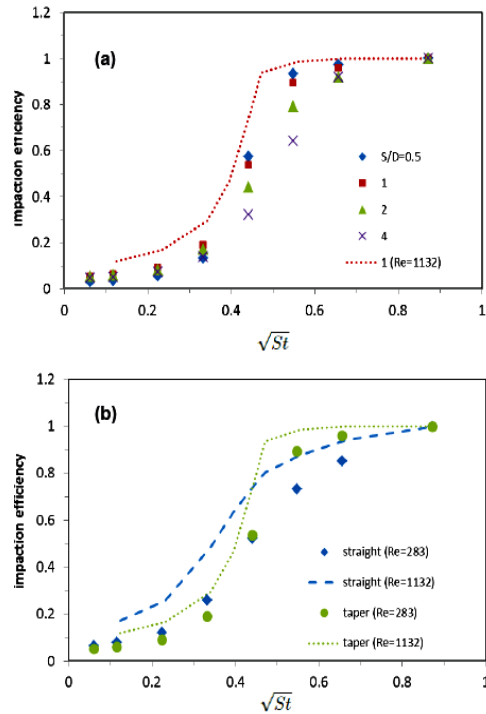 1.2
(a)
1
0.8
0.6
0.4
0.2
0
impaction efficiency
S/D=0.5
1
2
4
1 (Re=1132)
0 0.2 0.4 0.6 0.8 1
√St
1.2
(b)
1
0.8
0.6
0.4
0.2
0
impaction efficiency
straight (Re=283)
straight (Re=1132)
taper (Re=283)
taper (Re=1132)
0 0.2 0.4 0.6 0.8 1
√St